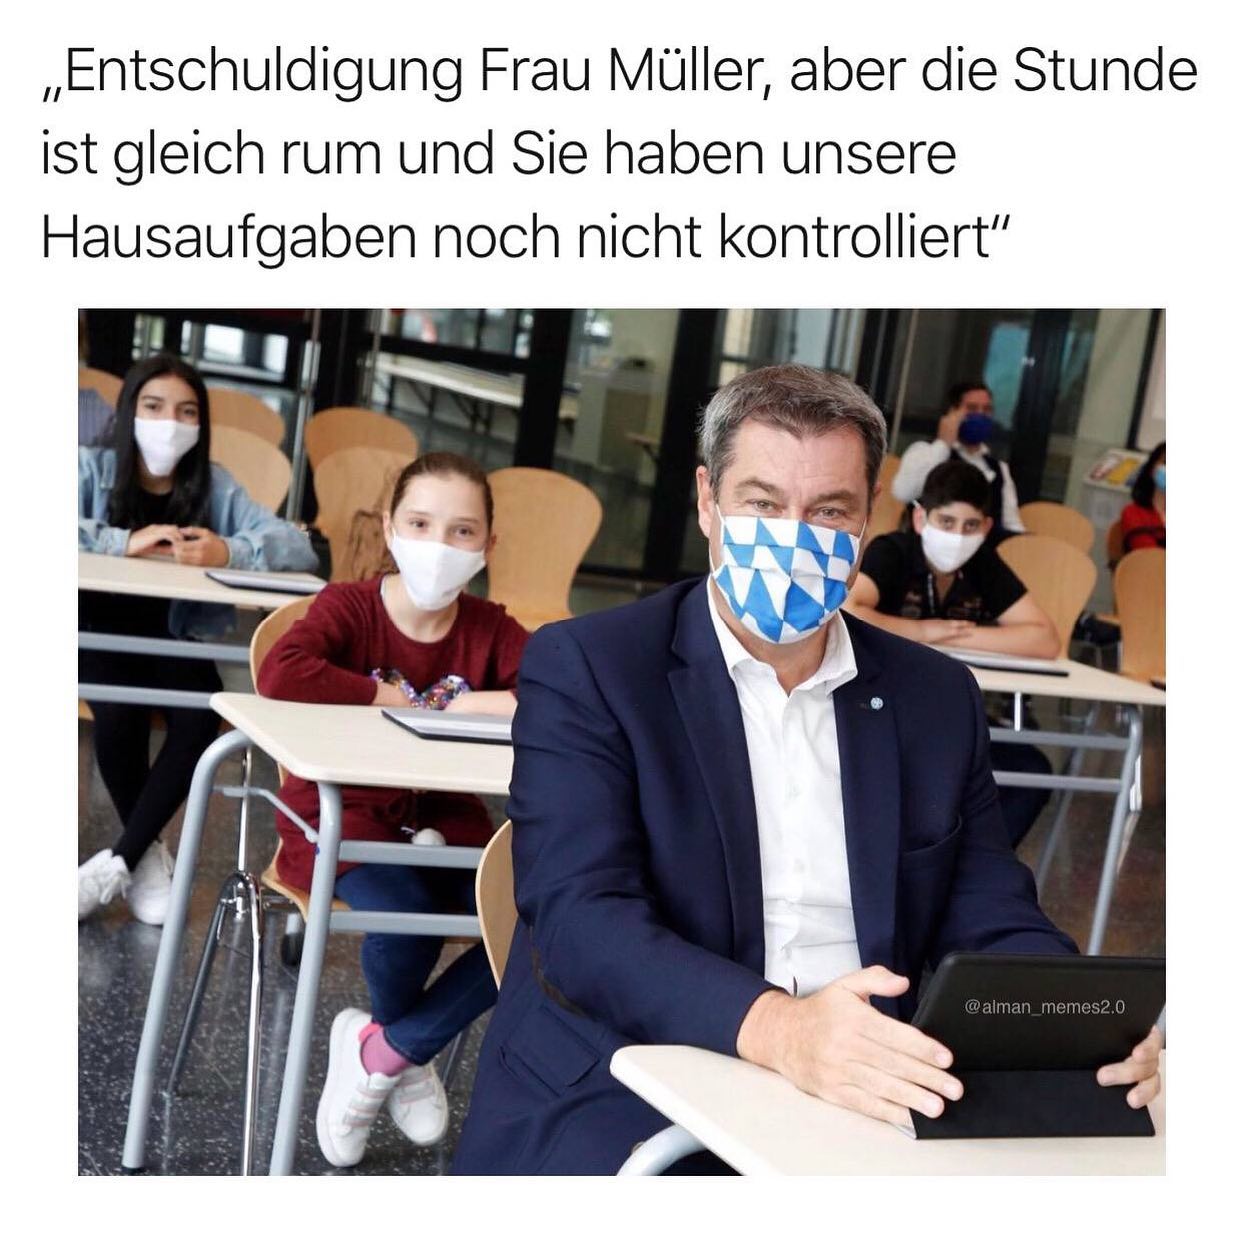 „Entschuldigung Frau Müller, aber die Stunde
ist gleich rum und Sie haben unsere
Hausaufgaben noch nicht kontrolliert“
@alman_memes2.0